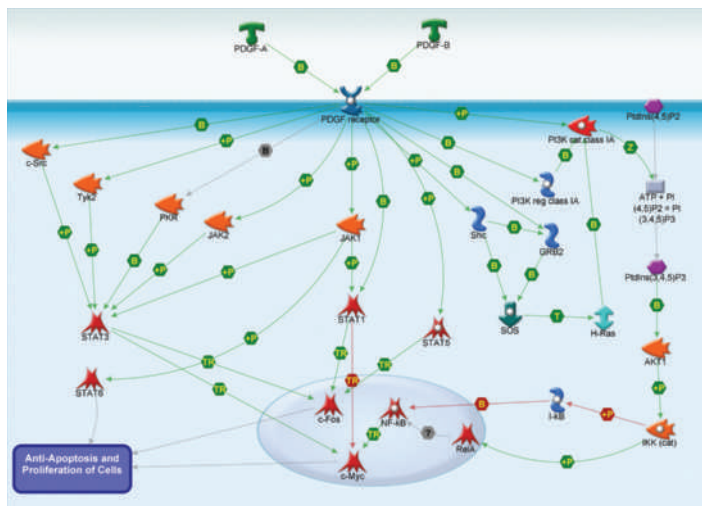 PDGF-A
PDGF-B
B
B
PDGF receptor
PtdIns(4,5)P2
B
+P
+P
PI3K cat class IA
c-Src
B
B
Z
Tyk2
+P
+P
+P
B
B
PI3K reg class IA
ATP + PI
(4,5)P2 = PI
(3,4,5)P3
PKR
JAK2
JAK1
B
+P
Shc
B
GRB2
B
+P
+P
B
+P
+P
+P
B
B
PtdIns(3,4,5)P3
STAT3
STAT1
STAT5
SOS
T
H-Ras
B
+P
AKT1
TR
TR
TR
TR
TR
+P
STAT6
c-Fos
NF-kB
B
I-kB
+P
IKK (cat)
TR
?
RelA
+P
c-Myc
Anti-Apoptosis and
Proliferation of Cells